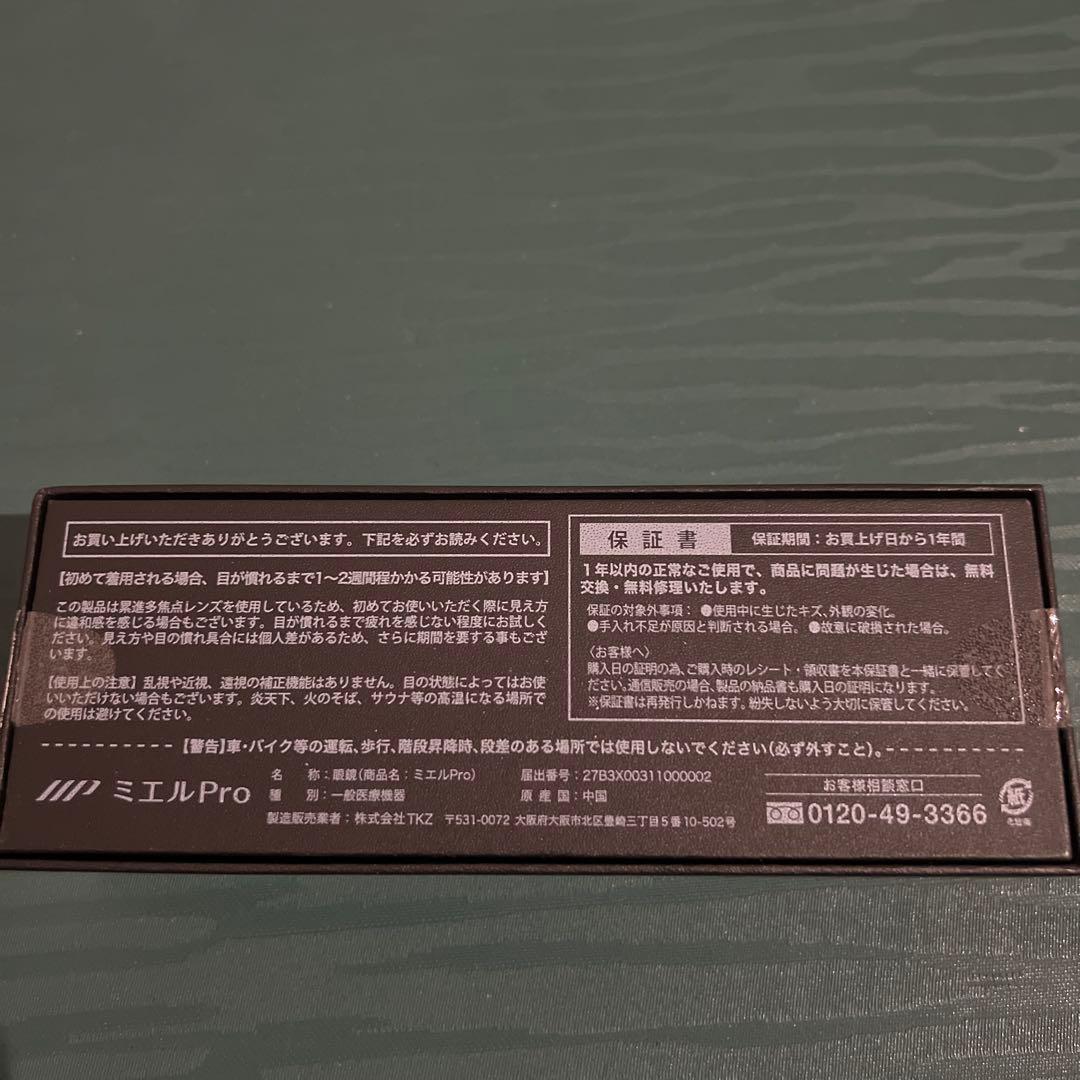 お買い上げいただきありがとうございます。下記を必ずお読みください。
【初めて着用される場合、目が慣れるまで1〜2週間程かかる可能性があります】
この製品は累進多焦点レンズを使用しているため、初めてお使いいただく際に見え方
に違和感を感じる場合もございます。目が慣れるまで疲れを感じない程度にお試しく
ださい。見え方や目の慣れ具合には個人差があるため、さらに期間を要する事もござ
います。
【使用上の注意】乱視や近視、遠視の補正機能はありません。目の状態によってはお使
いいただけない場合もございます。炎天下、火のそば、サウナ等の高温になる場所で
の使用は避けてください。
保証書
保証期間：お買上げ日から1年間
1年以内の正常なご使用で、商品に問題が生じた場合は、無料
交換・無料修理いたします。
保証の対象外事項： ●使用中に生じたキズ、外観の変化。
●手入れ不足が原因と判断される場合。 ●故意に破損された場合。
〈お客様へ〉
購入日の証明の為、ご購入時のレシート・領収書を本保証書と一緒に保管してく
ださい。通信販売の場合、製品の納品書も購入日の証明になります。
※保証書は再発行しかねます。紛失しないよう大切に保管してください。
【警告】車・バイク等の運転、歩行、階段昇降時、段差のある場所では使用しないでください(必ず外すこと)。
ミエルPro
名 称：眼鏡(商品名：ミエルPro)
届出番号：27B3X00311000002
種 別：一般医療機器
原産国：中国
製造販売業者：株式会社TKZ 〒531-0072 大阪府大阪市北区豊崎三丁目5番10-502号
お客様相談窓口
0120-49-3366
紙